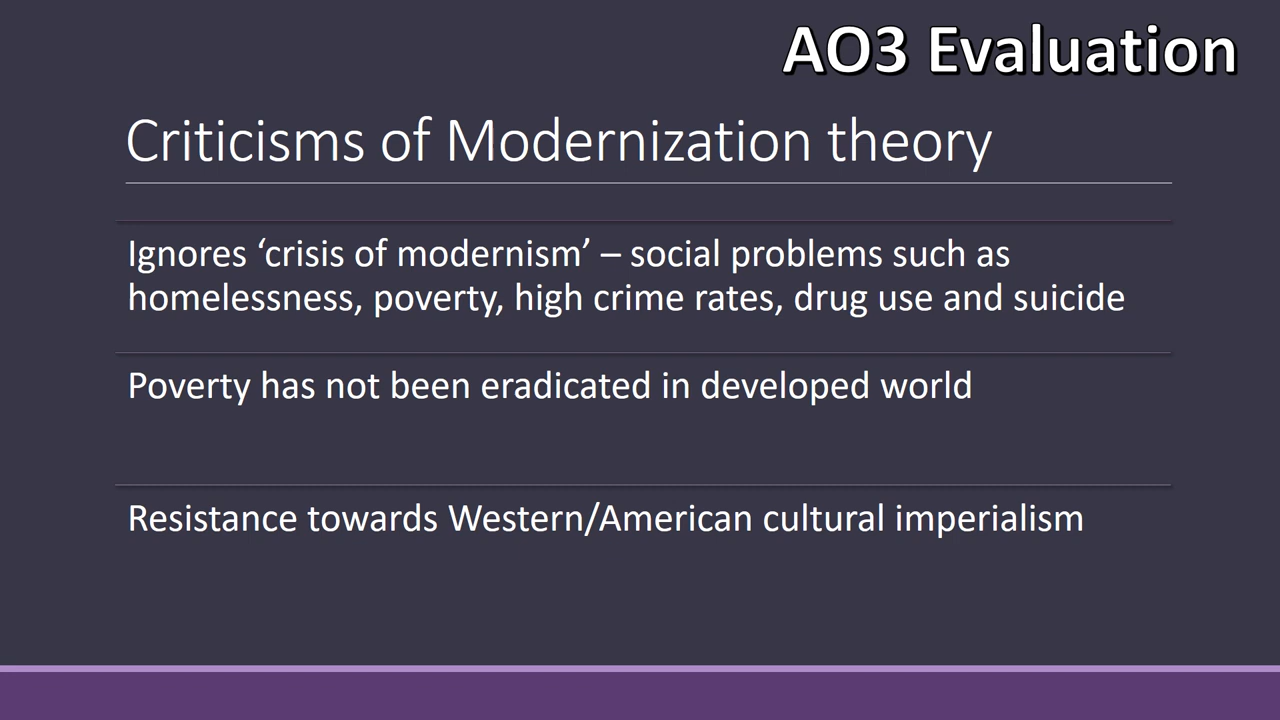 AO3 Evaluation
Criticisms of Modernization theory
Ignores ‘crisis of modernism’ – social problems such as
homelessness, poverty, high crime rates, drug use and suicide
Poverty has not been eradicated in developed world
Resistance towards Western/American cultural imperialism